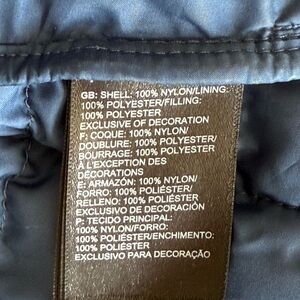 GB: SHELL: 100% NYLON/LINING:
100% POLYESTER/FILLING:
100% POLYESTER
EXCLUSIVE OF DECORATION
F: COQUE: 100% NYLON/
DOUBLURE: 100% POLYESTER/
BOURRAGE: 100% POLYESTER
À L'EXCEPTION DES
DÉCORATIONS
E: ARMAZÓN: 100% NYLON/
FORRO: 100% POLIÉSTER/
RELLENO: 100% POLIÉSTER
EXCLUSIVO DE DECORACIÓN
P: TECIDO PRINCIPAL:
100% NYLON/FORRO:
100% POLIÉSTER/ENCHIMENTO:
100% POLIÉSTER
EXCLUSIVO PARA DECORAÇÃO